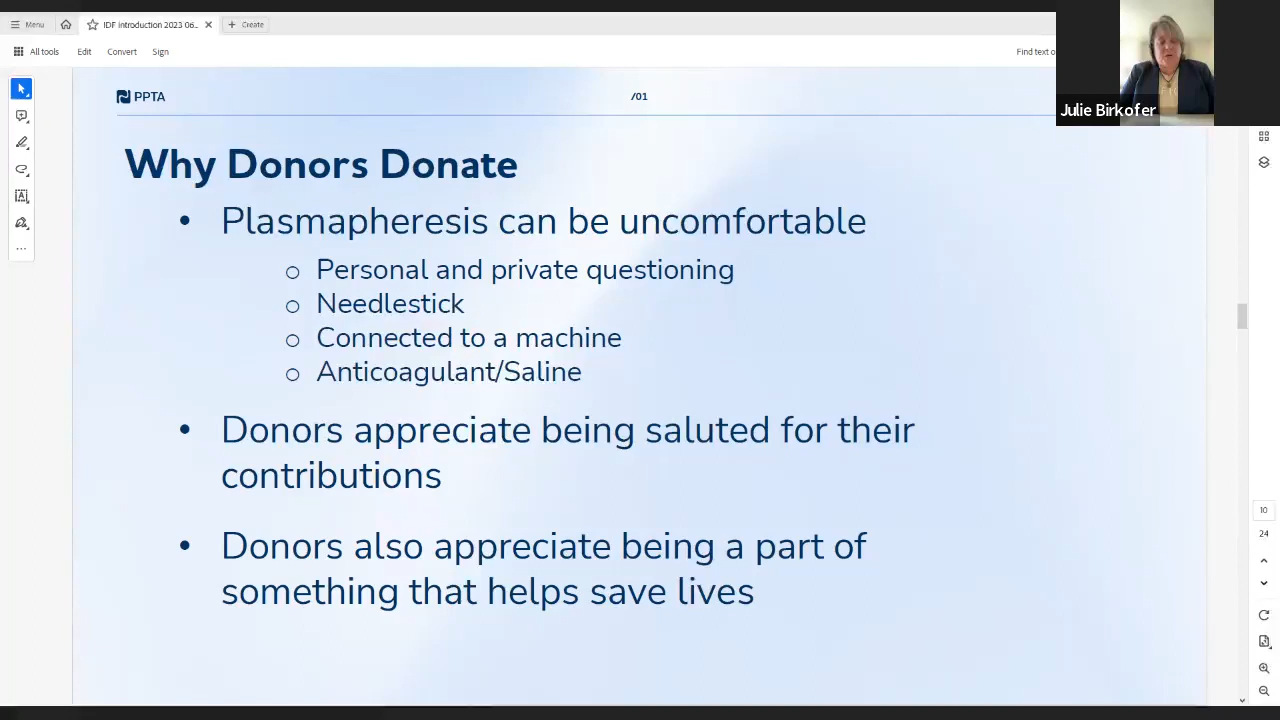 Menu
IDF introduction 2023 06...
Create
All tools
Edit
Convert
Sign
Find text o
Julie Birkofer
PPTA
/01
Why Donors Donate
• Plasmapheresis can be uncomfortable
o Personal and private questioning
o Needlestick
o Connected to a machine
o Anticoagulant/Saline
• Donors appreciate being saluted for their
contributions
• Donors also appreciate being a part of
something that helps save lives
10
24